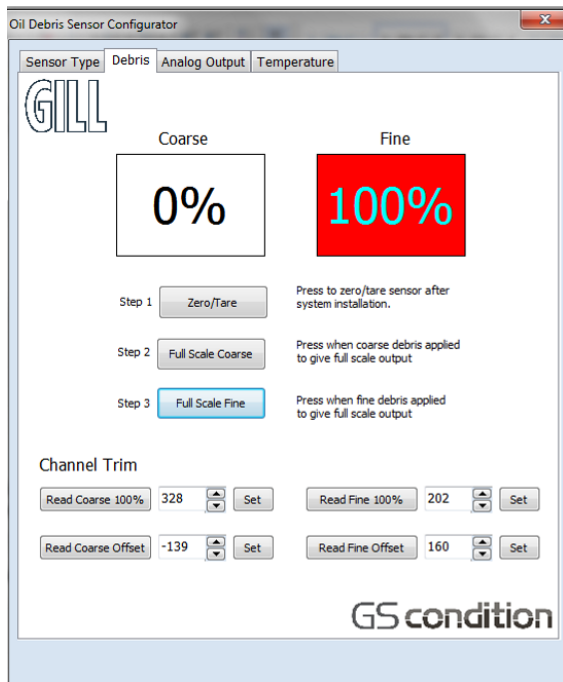 Oil Debris Sensor Configurator
Sensor Type Debris Analog Output Temperature
GILL
Coarse Fine
0% 100%
Step 1 Zero/Tare Press to zero/tare sensor after
system installation.
Step 2 Full Scale Coarse Press when coarse debris applied
to give full scale output
Step 3 Full Scale Fine Press when fine debris applied
to give full scale output
Channel Trim
Read Coarse 100% 328 Set Read Fine 100% 202 Set
Read Coarse Offset -139 Set Read Fine Offset 160 Set
GS condition